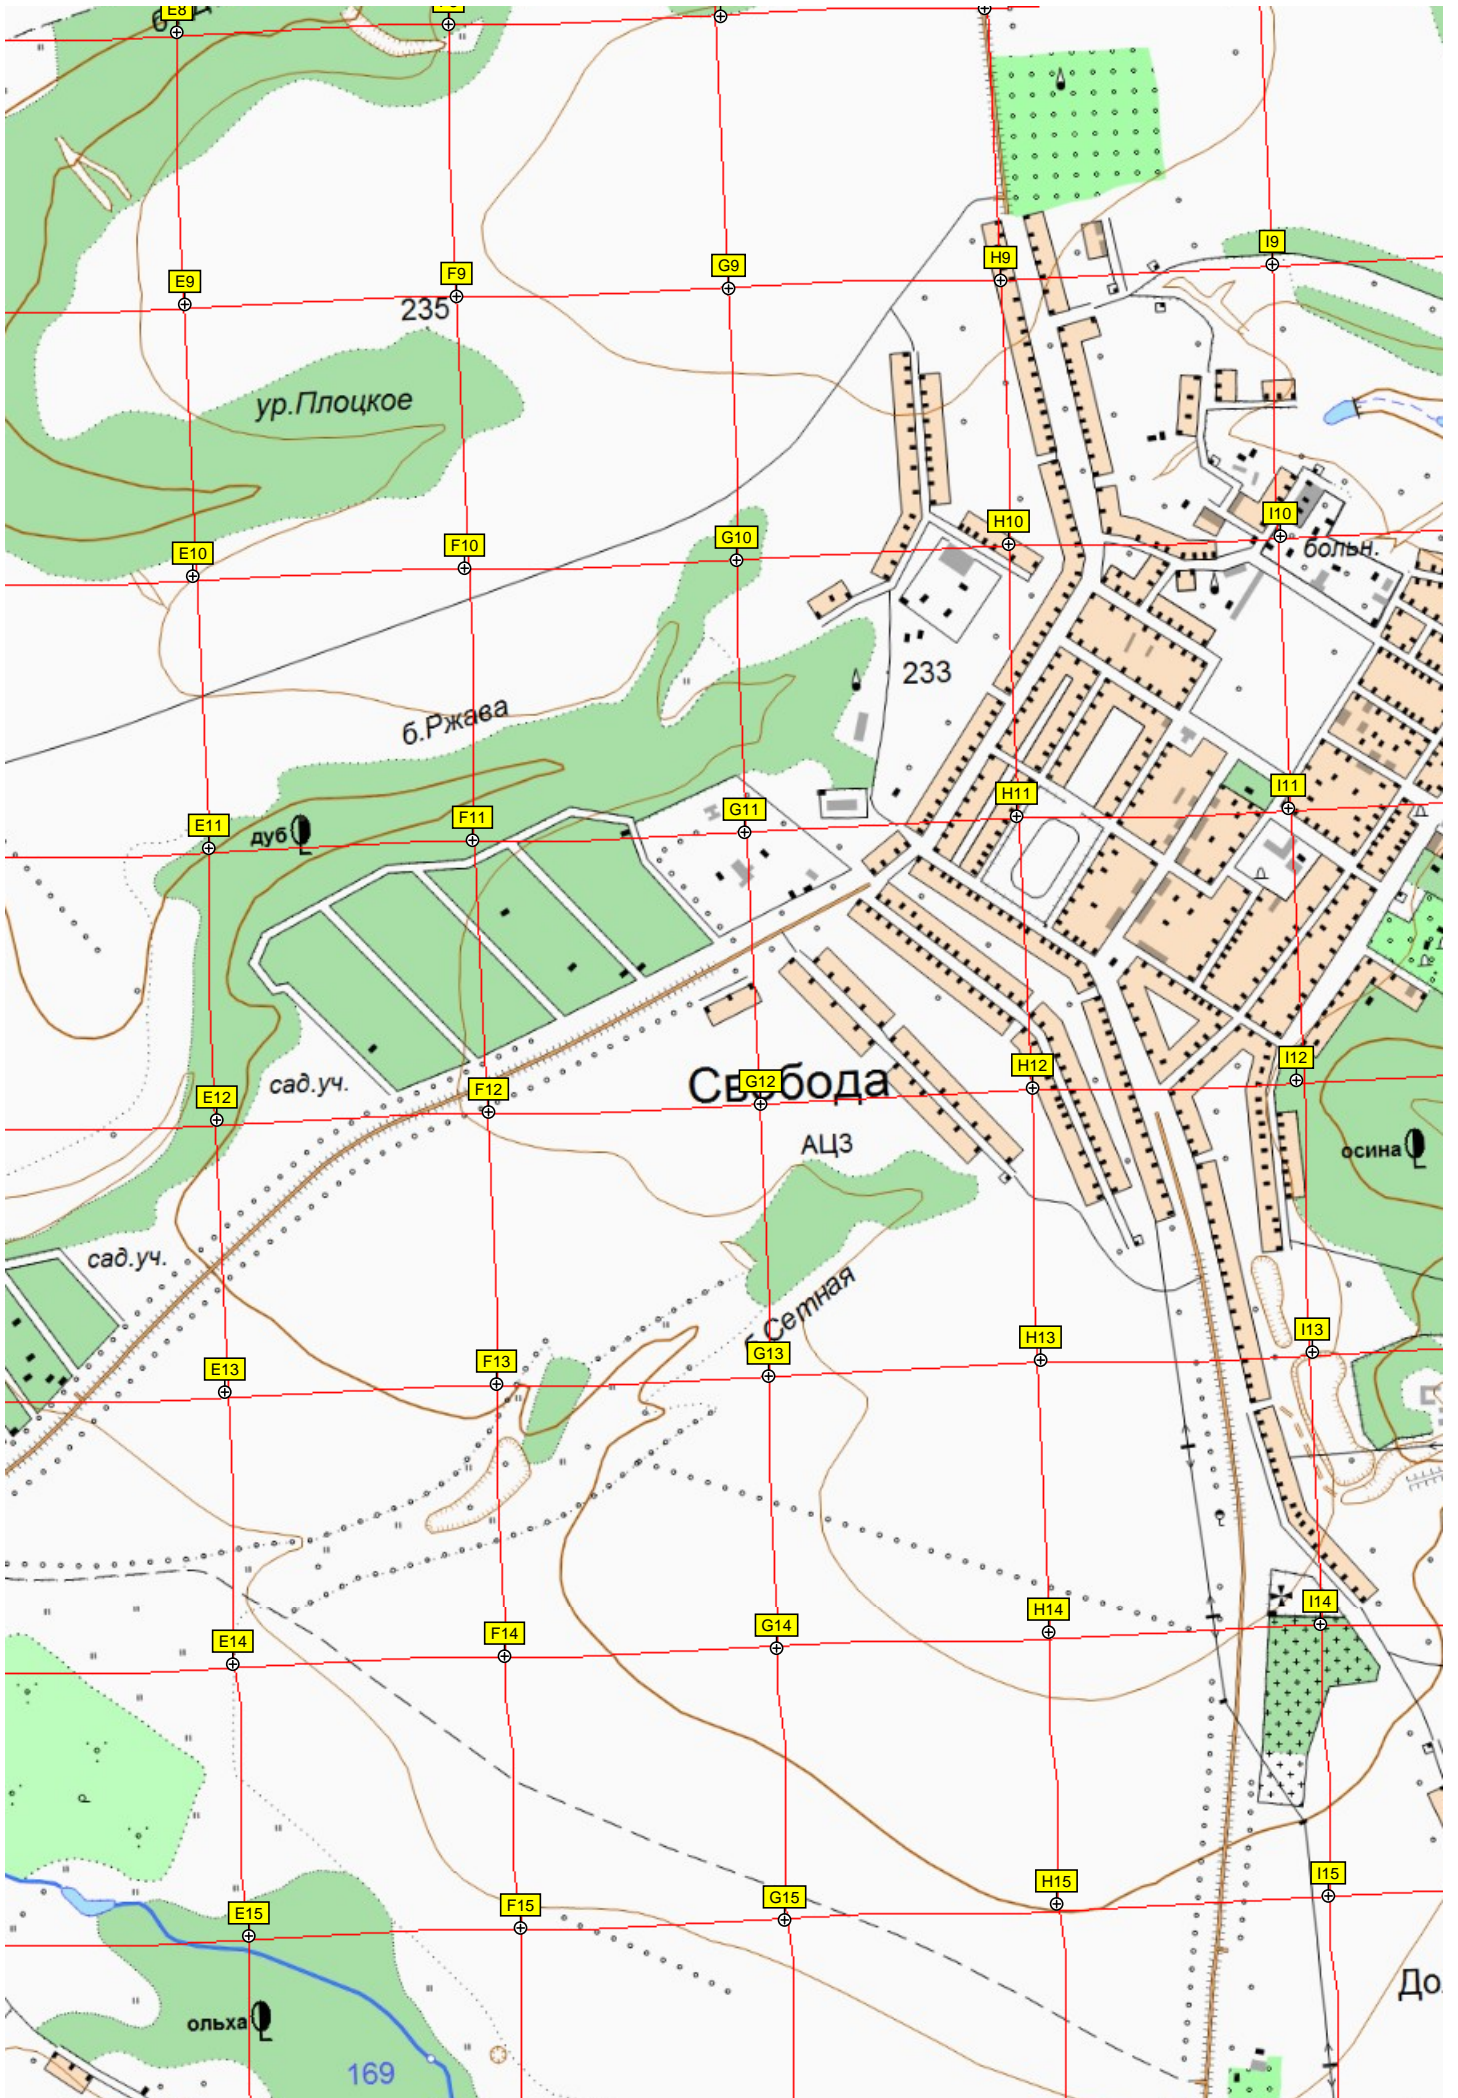 E8
I9
G9
H9
E9
F9
235
ур.Плоцкое
I10
H10
G10
F10
E10
больн.
233
б.Ржава
I11
H11
G11
F11
E11
дуб
I12
H12
G12
Свобода
F12
E12
сад.уч.
АЦЗ
осина
сад.уч.
б.Сетная
I13
H13
G13
F13
E13
I14
H14
G14
F14
E14
р
I15
H15
G15
F15
E15
До
ольха
169